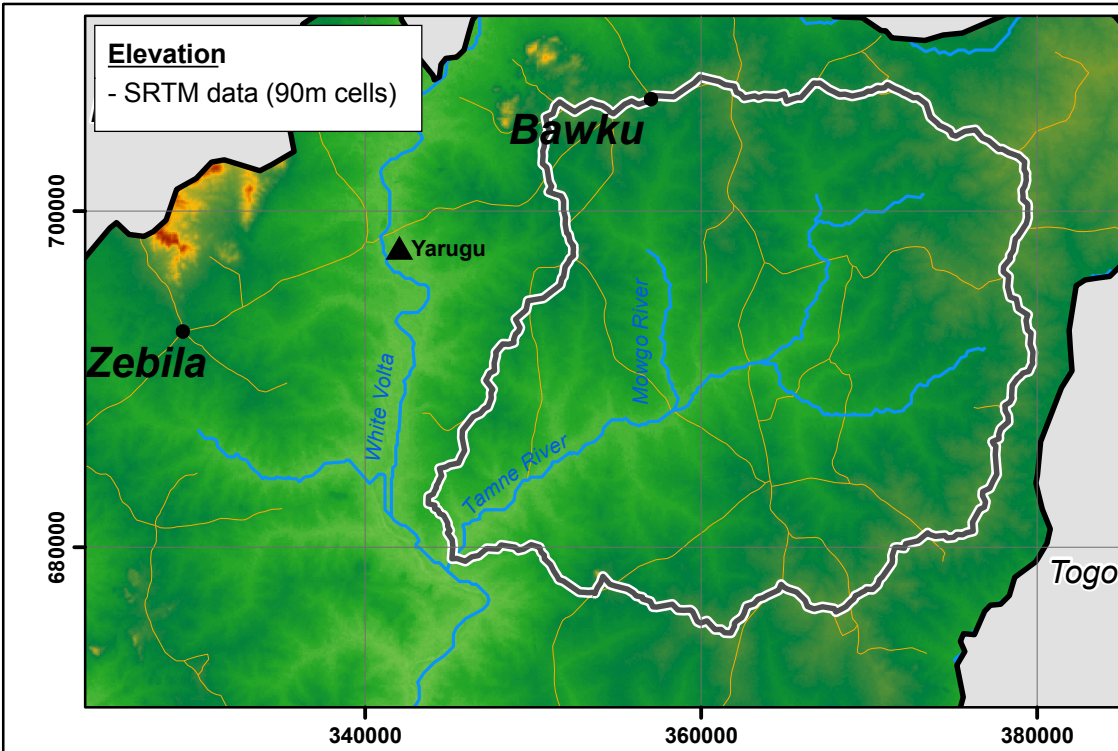 Elevation
- SRTM data (90m cells)
Bawku
700000
Yarugu
Zebila
White Volta
Mowgo River
Tamne River
680000
Togo
340000
360000
380000